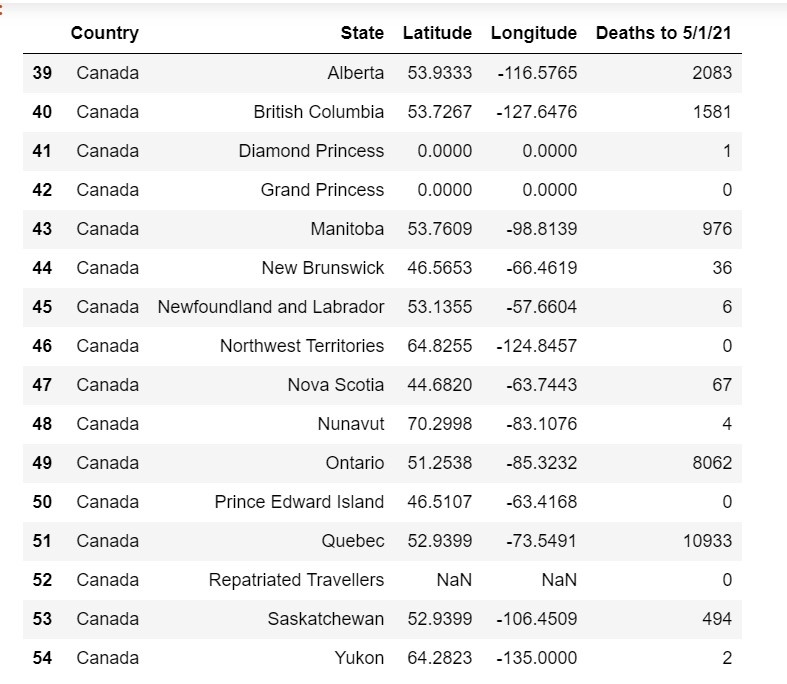 Country State Latitude Longitude Deaths to 5/1/21
39 Canada Alberta 53.9333 -116.5765 2083
40 Canada British Columbia 53.7267 -127.6476 1581
41 Canada Diamond Princess 0.0000 0.0000 1
42 Canada Grand Princess 0.0000 0.0000 0
43 Canada Manitoba 53.7609 -98.8139 976
44 Canada New Brunswick 46.5653 -66.4619 36
45 Canada Newfoundland and Labrador 53.1355 -57.6604 6
46 Canada Northwest Territories 64.8255 -124.8457 0
47 Canada Nova Scotia 44.6820 -63.7443 67
48 Canada Nunavut 70.2998 -83.1076 4
49 Canada Ontario 51.2538 -85.3232 8062
50 Canada Prince Edward Island 46.5107 -63.4168 0
51 Canada Quebec 52.9399 -73.5491 10933
52 Canada Repatriated Travellers NaN NaN 0
53 Canada Saskatchewan 52.9399 -106.4509 494
54 Canada Yukon 64.2823 -135.0000 2